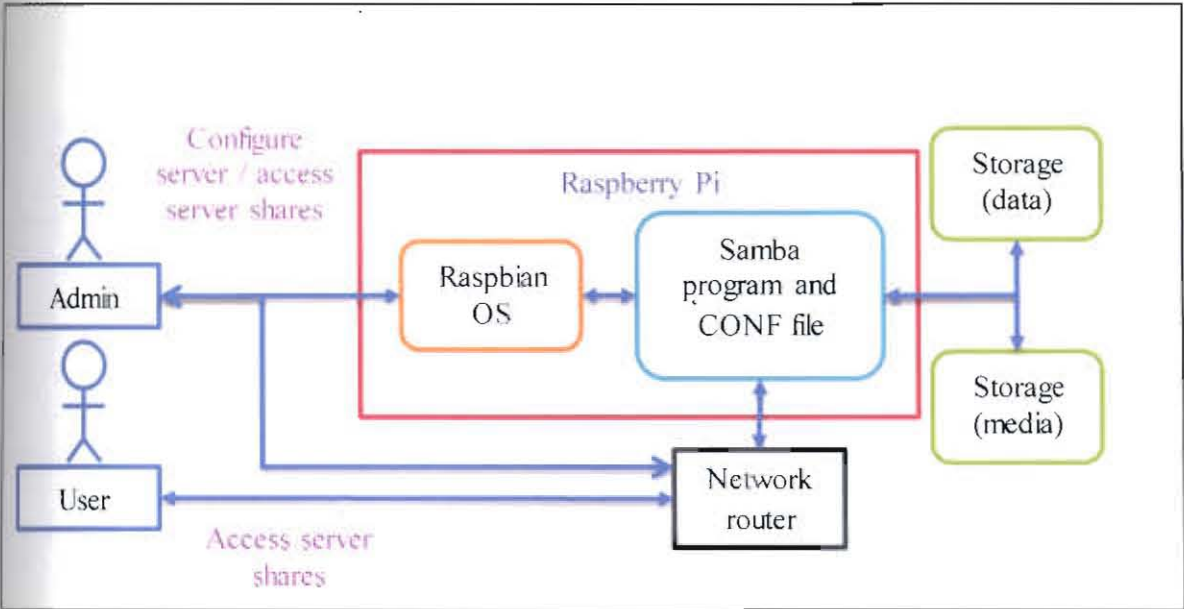 Configure
server / access
server shares
Raspberry Pi
Storage
(data)
Samba
program and
CONF file
Raspbian
OS
Admin
Storage
(media)
User
Network
router
Access server
shares